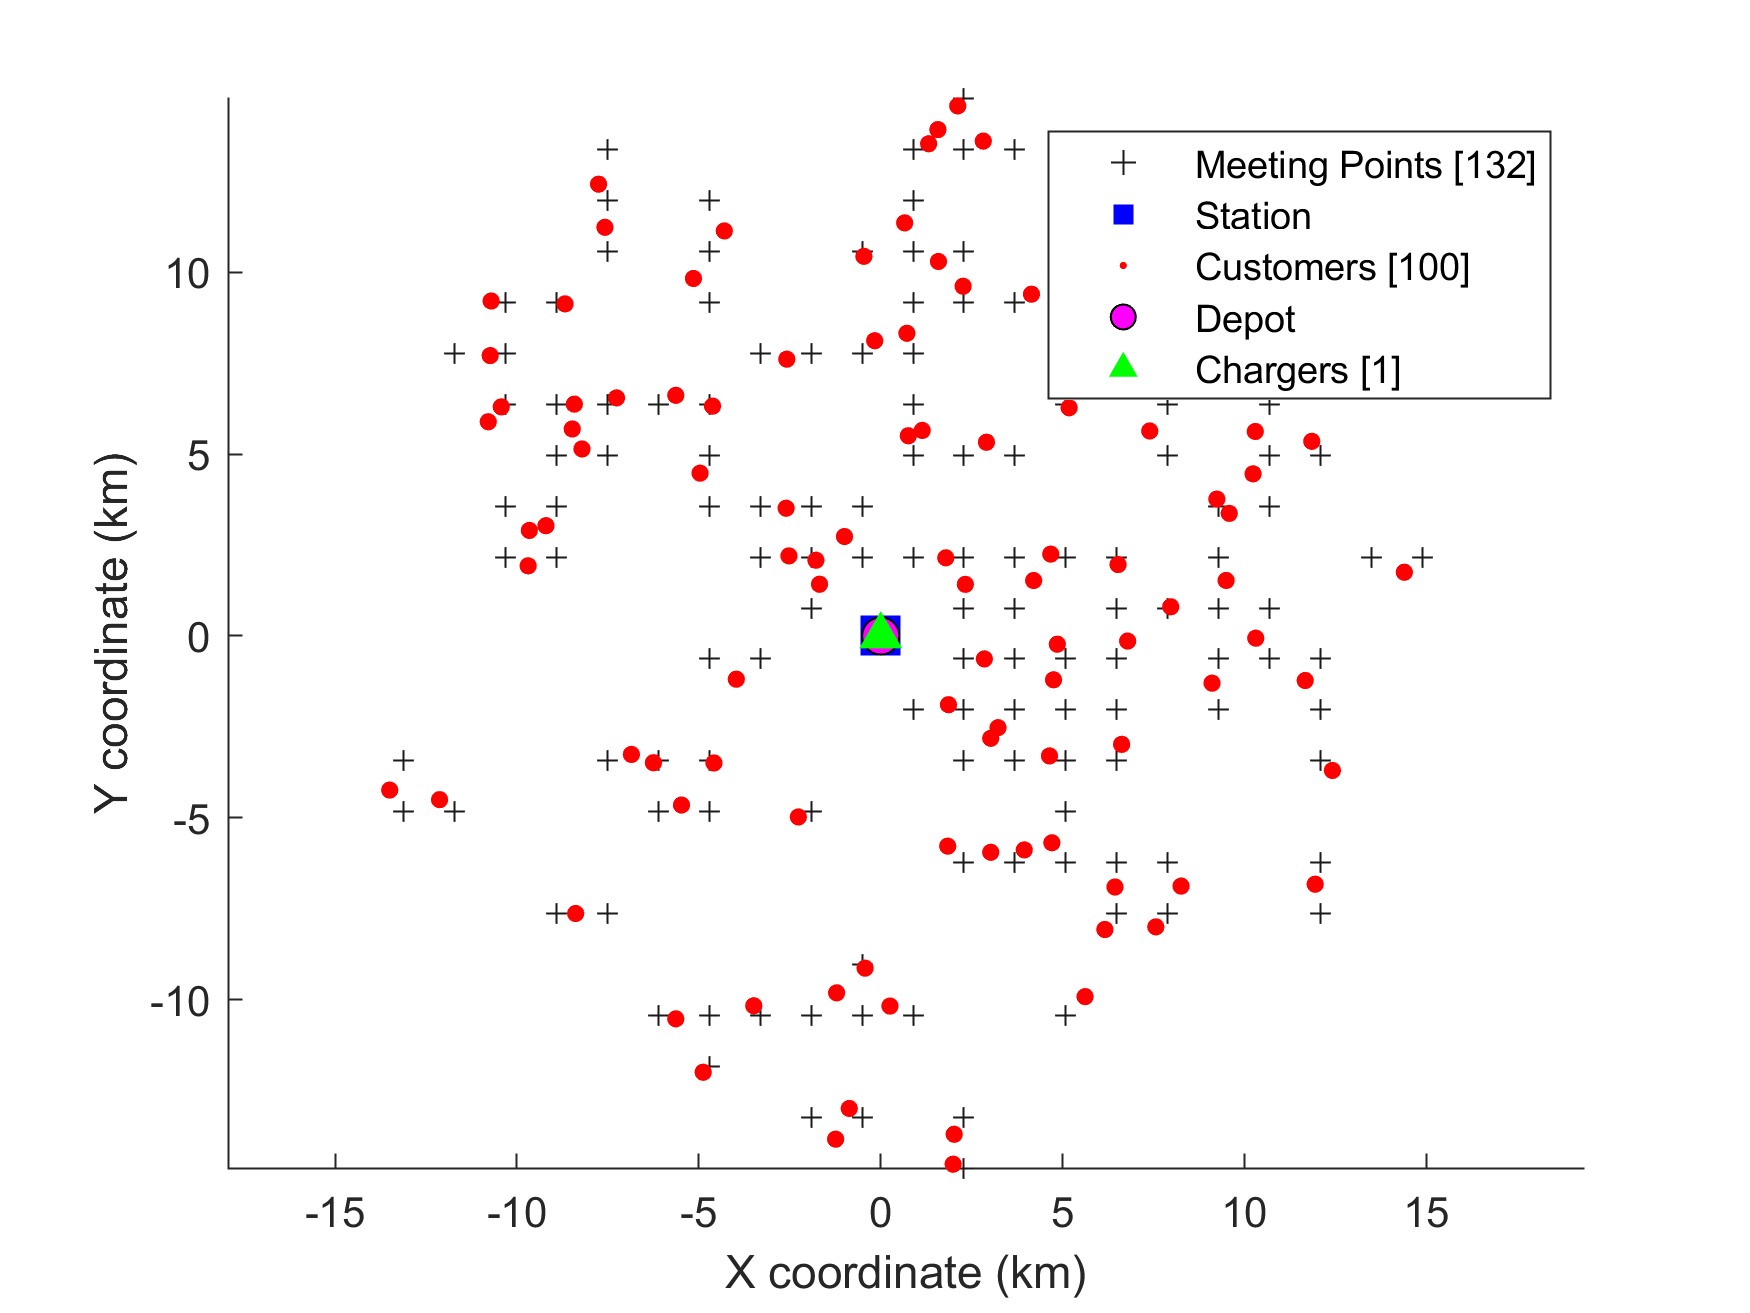 Meeting Points [132]
Station
Customers [100]
Depot
Chargers [1]
10
5
0
-5
-10
Y coordinate (km)
-15 -10 -5 0 5 10 15
X coordinate (km)